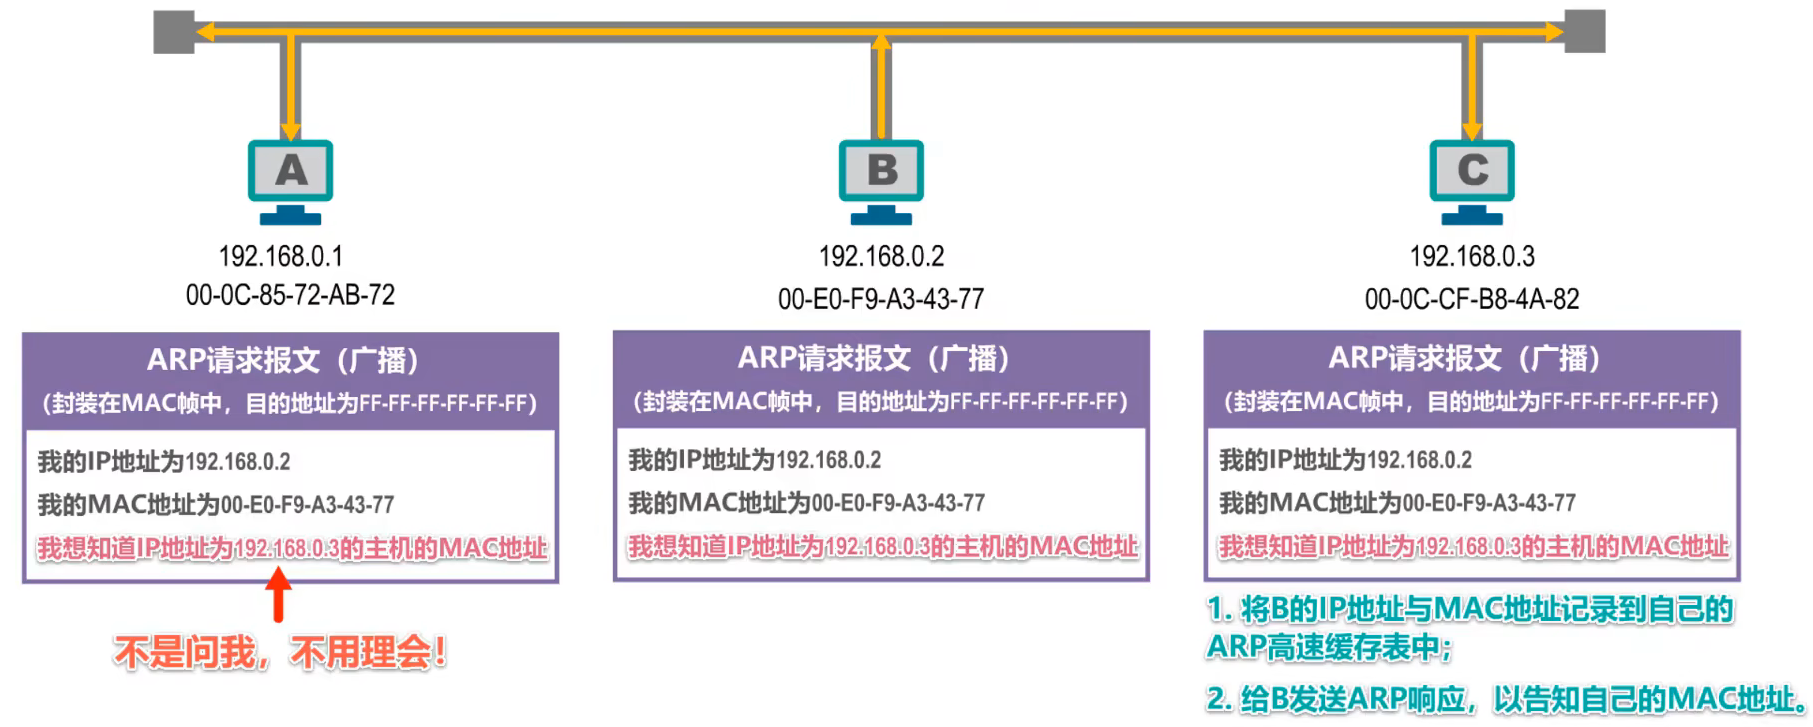 A
B
C
192.168.0.1
00-0C-85-72-AB-72
192.168.0.2
00-E0-F9-A3-43-77
192.168.0.3
00-0C-CF-B8-4A-82
ARP请求报文（广播）
（封装在MAC帧中，目的地址为FF-FF-FF-FF-FF-FF）
我的IP地址为192.168.0.2
我的MAC地址为00-E0-F9-A3-43-77
我想知道IP地址为192.168.0.3的主机的MAC地址
不是问我，不用理会！
ARP请求报文（广播）
（封装在MAC帧中，目的地址为FF-FF-FF-FF-FF-FF）
我的IP地址为192.168.0.2
我的MAC地址为00-E0-F9-A3-43-77
我想知道IP地址为192.168.0.3的主机的MAC地址
ARP请求报文（广播）
（封装在MAC帧中，目的地址为FF-FF-FF-FF-FF-FF）
我的IP地址为192.168.0.2
我的MAC地址为00-E0-F9-A3-43-77
我想知道IP地址为192.168.0.3的主机的MAC地址
1. 将B的IP地址与MAC地址记录到自己的
ARP高速缓存表中；
2. 给B发送ARP响应，以告知自己的MAC地址。